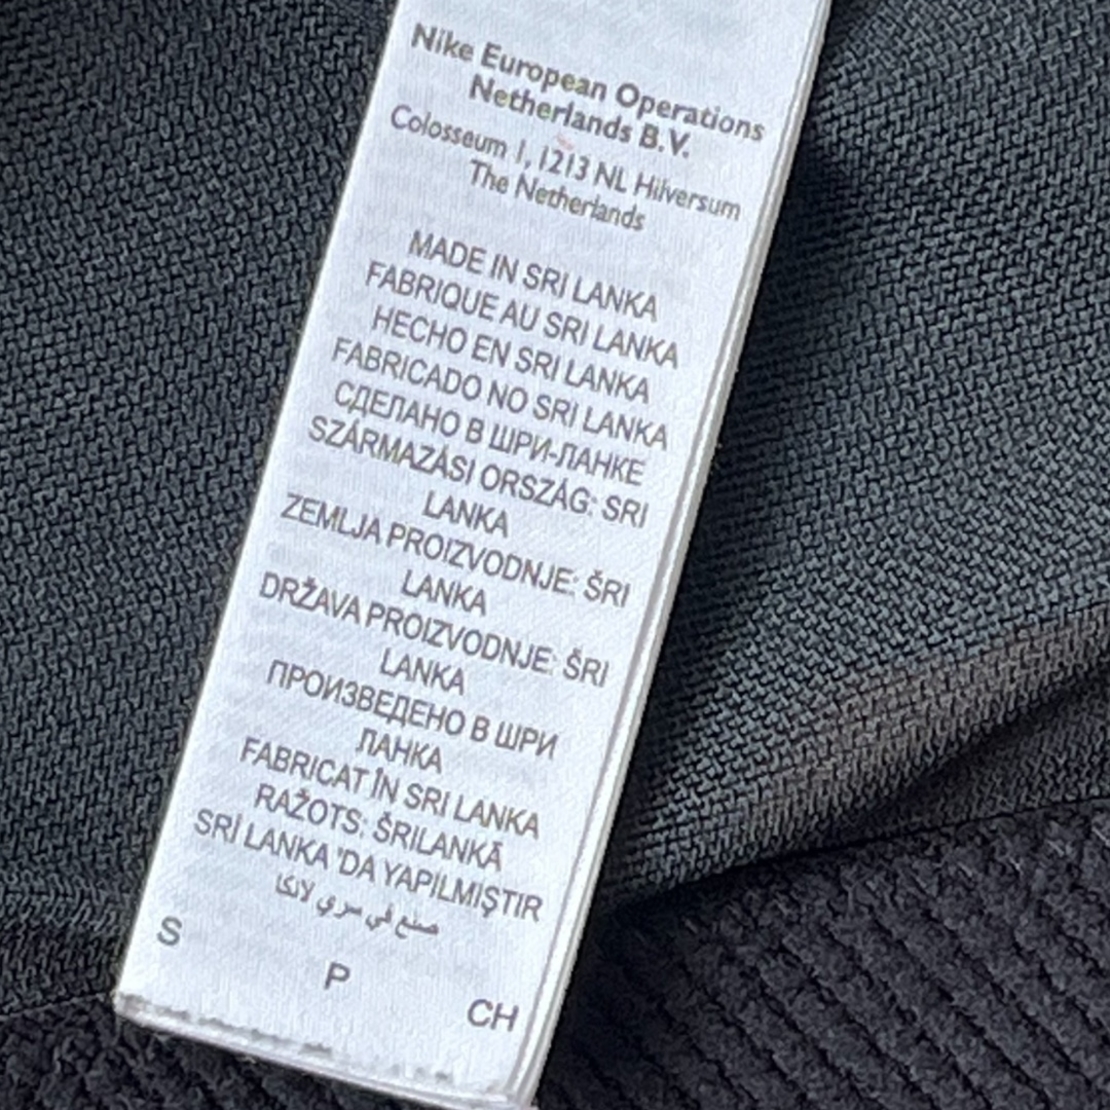 Nike European Operations
Netherlands B.V.
Colosseum 1, 1213 NL Hilversum
The Netherlands
MADE IN SRI LANKA
FABRIQUE AU SRI LANKA
HECHO EN SRI LANKA
FABRICADO NO SRI LANKA
СДЕЛАНО В ШРИ-ЛАНКЕ
SZÁRMAZÁSI ORSZÁG: SRI
LANKA
ZEMLJA PROIZVODNJE: ŠRI
LANKA
DRŽAVA PROIZVODNJE: ŠRI
LANKA
ПРОИЗВЕДЕНО В ШРИ
ЛАНКА
FABRICAT ÎN SRI LANKA
RAŽOTS: ŠRILANKĀ
SRİ LANKA 'DA YAPILMIŞTIR
صنع في سري لانكا
S
P
CH